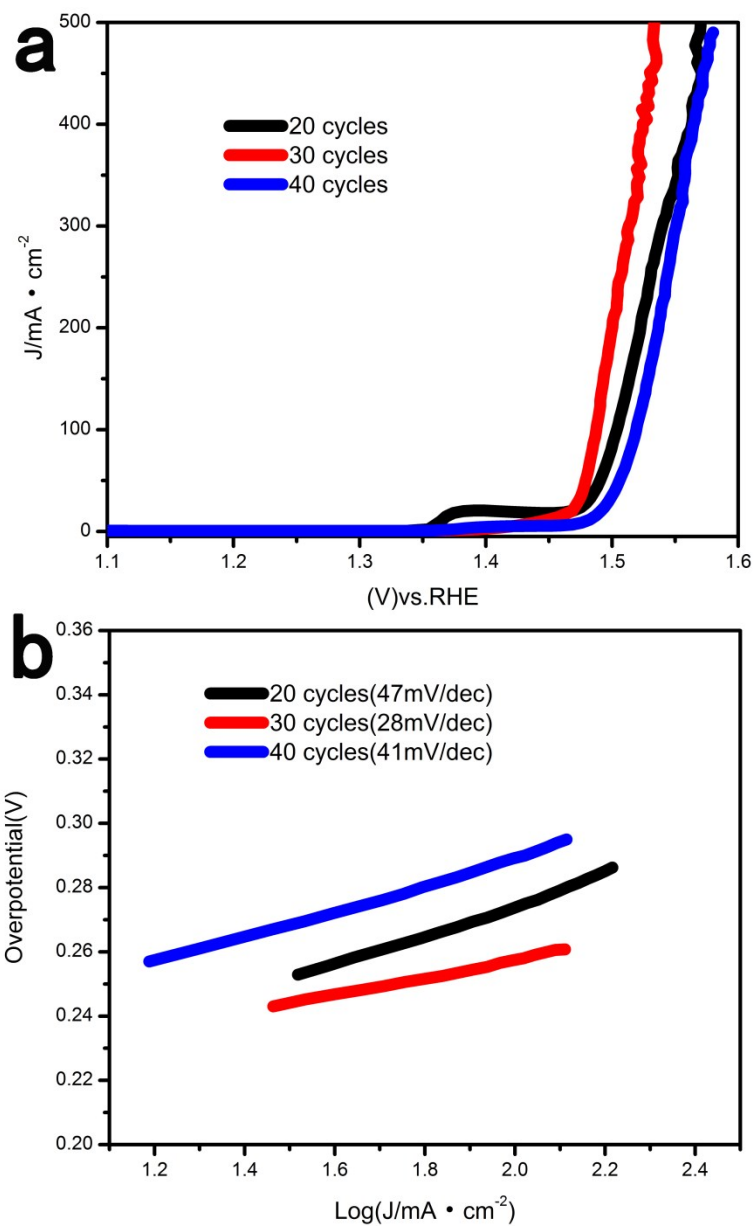 a
500
400
300
200
100
0
J/mA • cm-2
20 cycles
30 cycles
40 cycles
1.1 1.2 1.3 1.4 1.5 1.6
(V)vs.RHE
b
0.36
0.34
0.32
0.30
0.28
0.26
0.24
0.22
0.20
Overpotential(V)
20 cycles(47mV/dec)
30 cycles(28mV/dec)
40 cycles(41mV/dec)
1.2 1.4 1.6 1.8 2.0 2.2 2.4
Log(J/mA • cm-2)